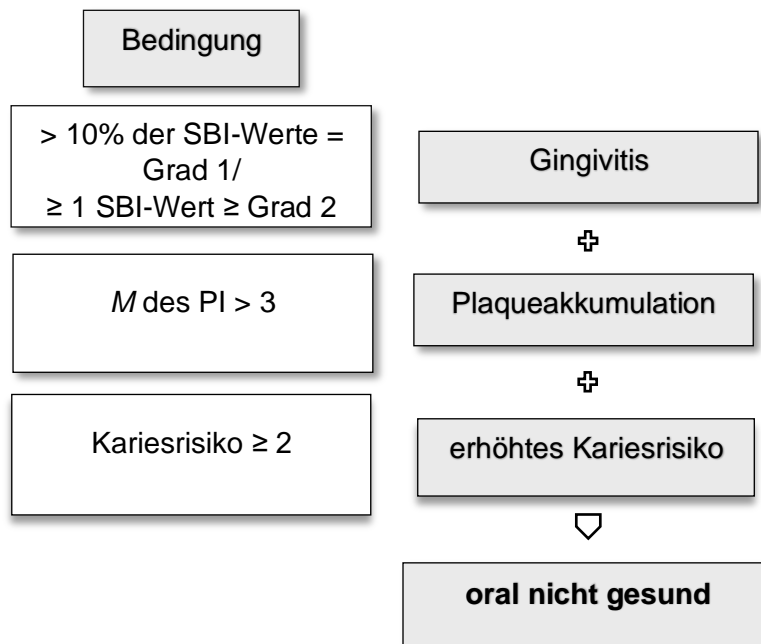 Bedingung
> 10% der SBI-Werte =
Grad 1/
≥ 1 SBI-Wert ≥ Grad 2
Gingivitis
M des PI > 3
Plaqueakkumulation
Kariesrisiko ≥ 2
erhöhtes Kariesrisiko
oral nicht gesund